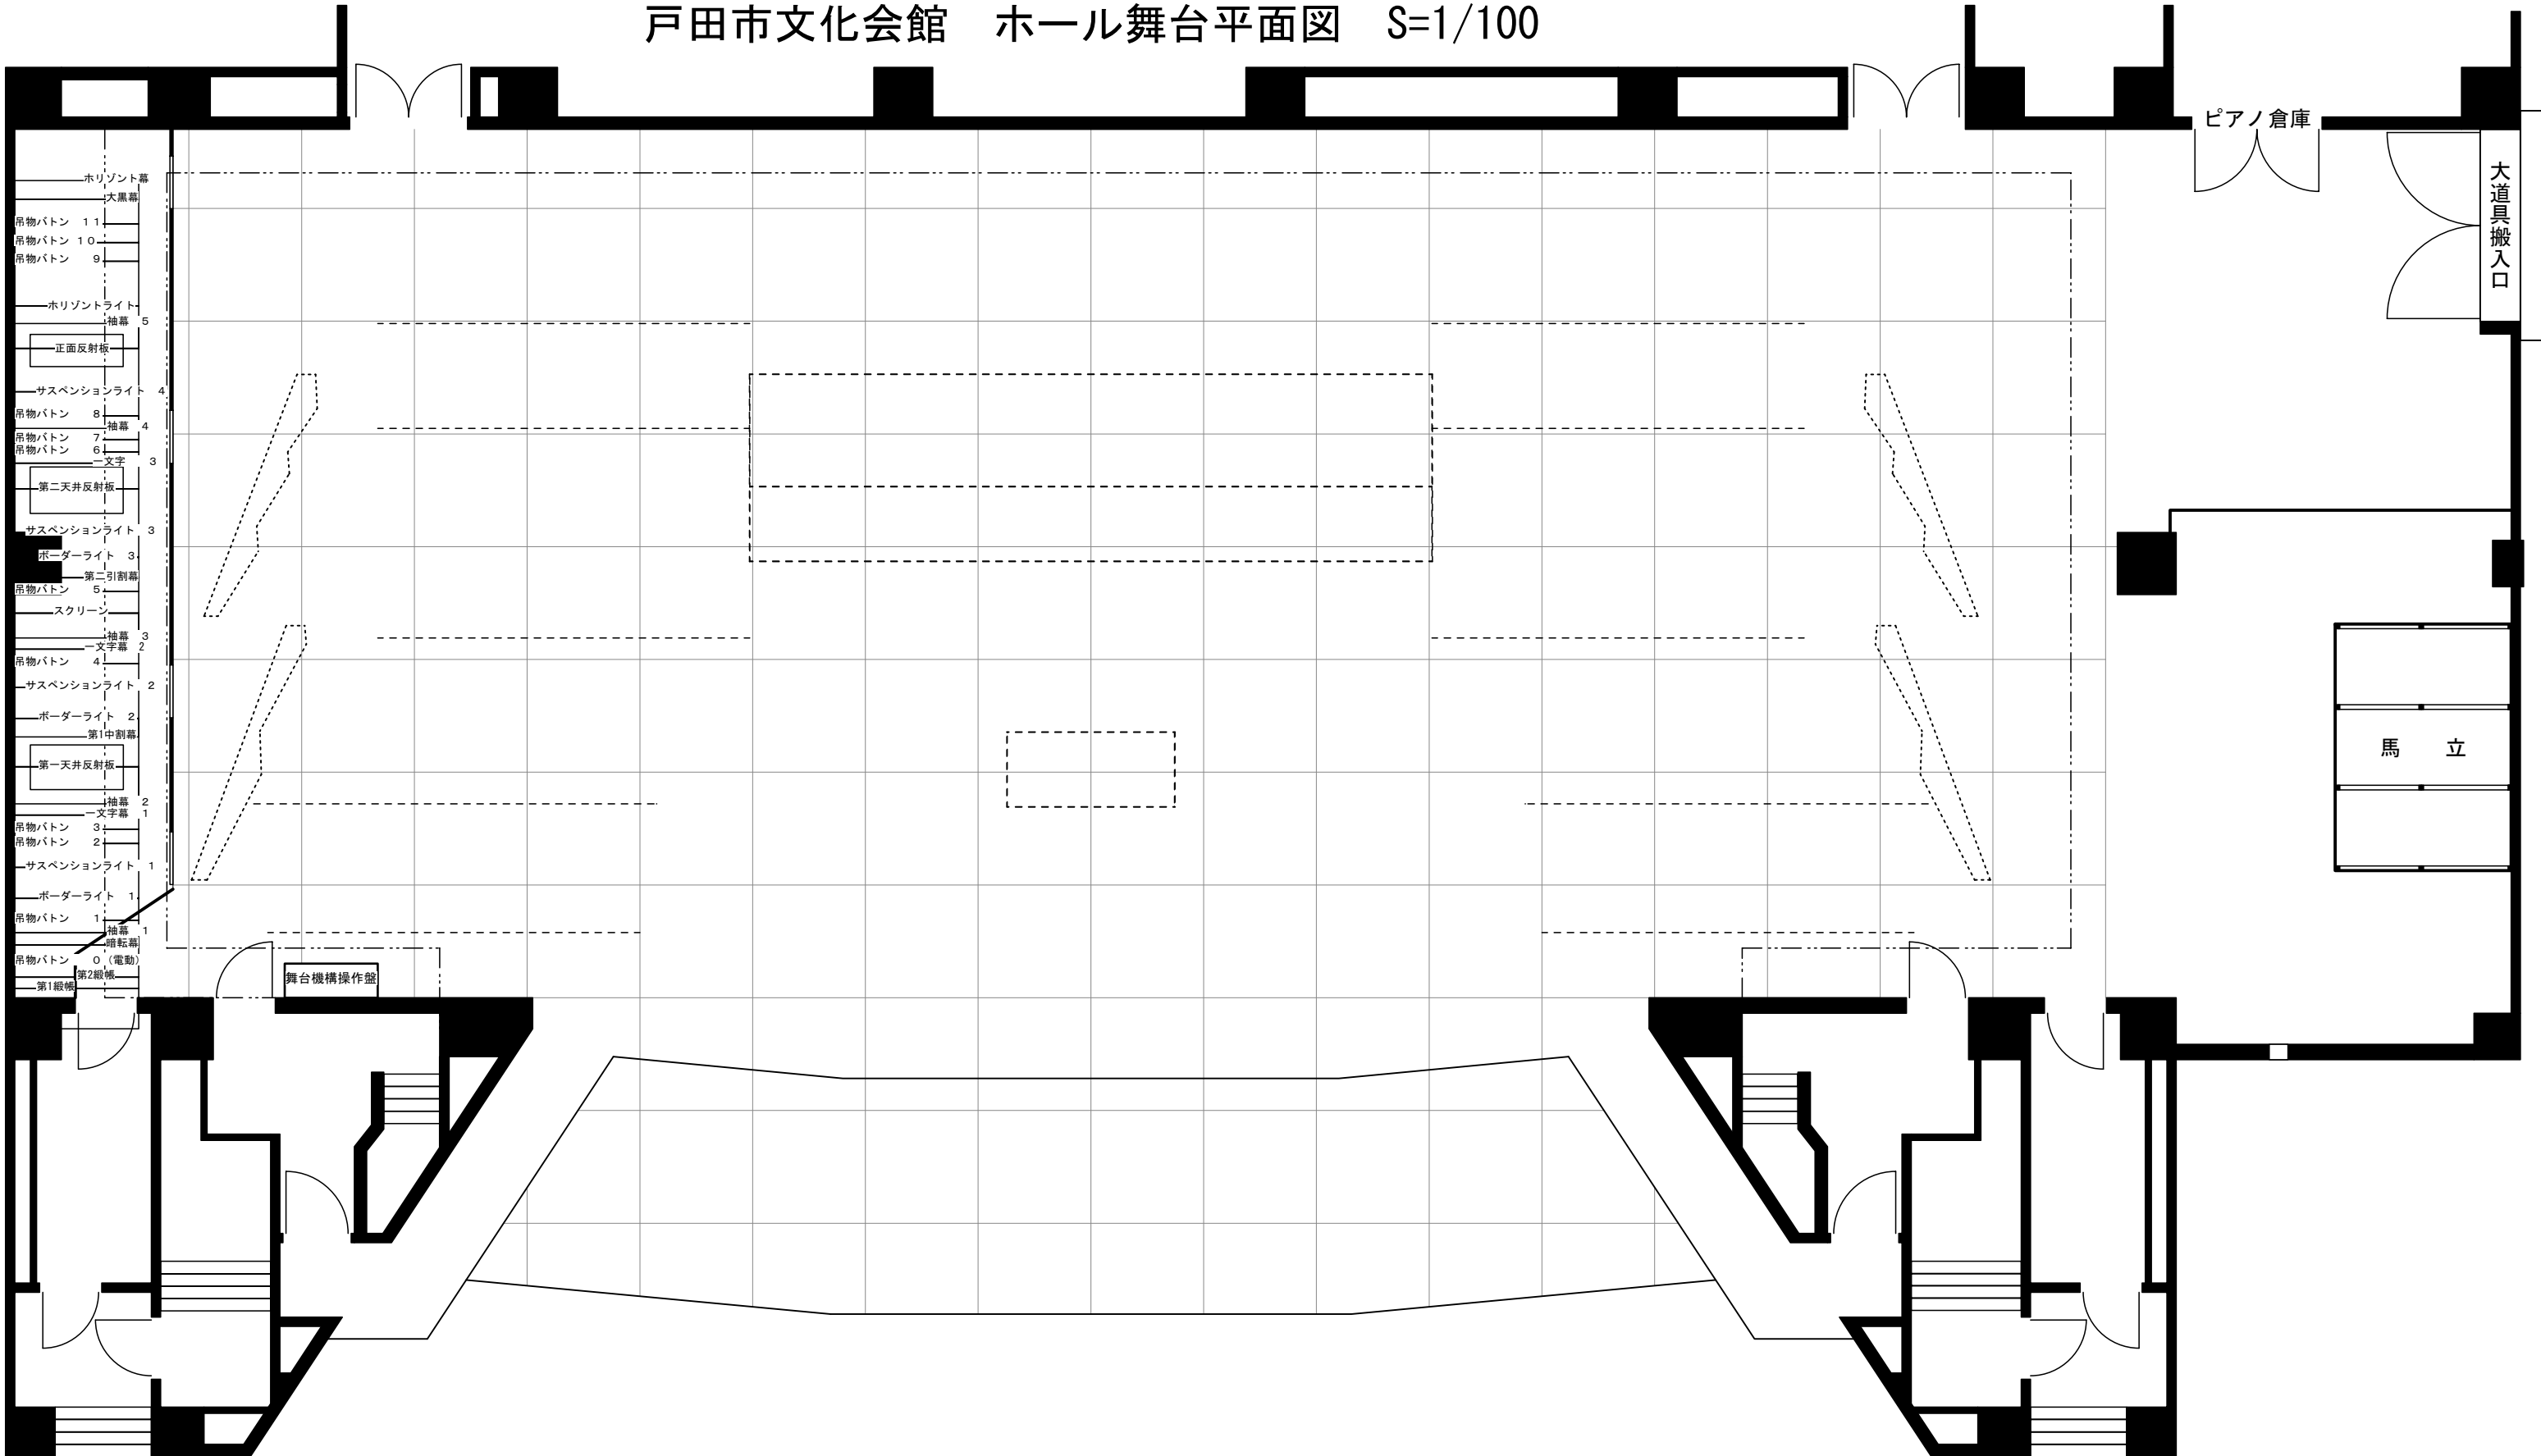 戸田市文化会館　ホール舞台平面図　S=1/100
ピアノ倉庫
大道具搬入口
ホリゾント幕
大黒幕
吊物バトン　１１
吊物バトン １０
吊物バトン　　９
ホリゾントライト
袖幕　５
正面反射板
サスペンションライト　４
吊物バトン　　８
袖幕　４
吊物バトン　　７
吊物バトン　　６
一文字　　３
第二天井反射板
サスペンションライト　３
ボーダーライト　３
第二引割幕
吊物バトン　　５
スクリーン
袖幕　３
一文字幕　２
吊物バトン　　４
サスペンションライト　２
ボーダーライト　２
第1中割幕
第一天井反射板
袖幕　２
一文字幕　１
吊物バトン　　３
吊物バトン　　２
サスペンションライト　１
ボーダーライト　１
吊物バトン　　１
袖幕　１
暗転幕
吊物バトン　　０（電動）
第2緞帳
第1緞帳
舞台機構操作盤
馬　立